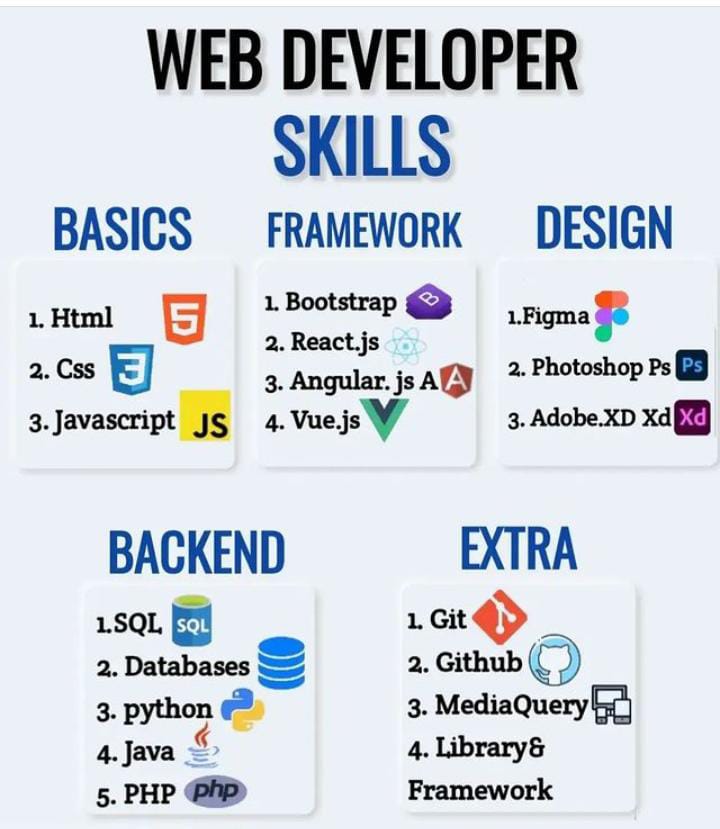 WEB DEVELOPER
SKILLS
BASICS
1. Html 5
2. Css 3
3. Javascript JS
FRAMEWORK
1. Bootstrap B
2. React.js
3. Angular. js A A
4. Vue.js
DESIGN
1.Figma
2. Photoshop Ps Ps
3. Adobe.XD Xd Xd
BACKEND
1.SQL SQL
2. Databases
3. python
4. Java
5. PHP php
EXTRA
1. Git
2. Github
3. MediaQuery
4. Library&
Framework